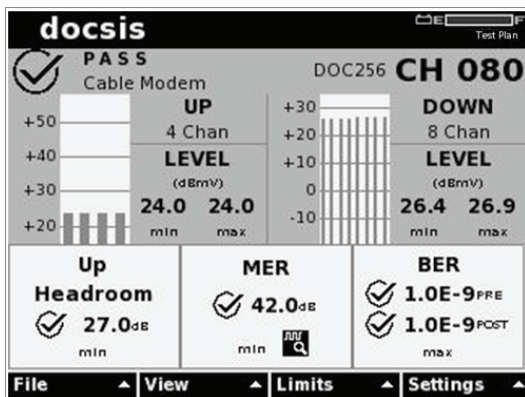 docsis
E F
Test Plan
PASS
Cable Modem
DOC256 CH 080
+50
+40
+30
+20
UP
4 Chan
LEVEL
(dBmV)
24.0 24.0
min max
+30
+20
+10
0
-10
DOWN
8 Chan
LEVEL
(dBmV)
26.4 26.9
min max
Up
Headroom
27.0dB
min
MER
42.0dB
min
BER
1.0E-9PRE
1.0E-9POST
max
File View Limits Settings